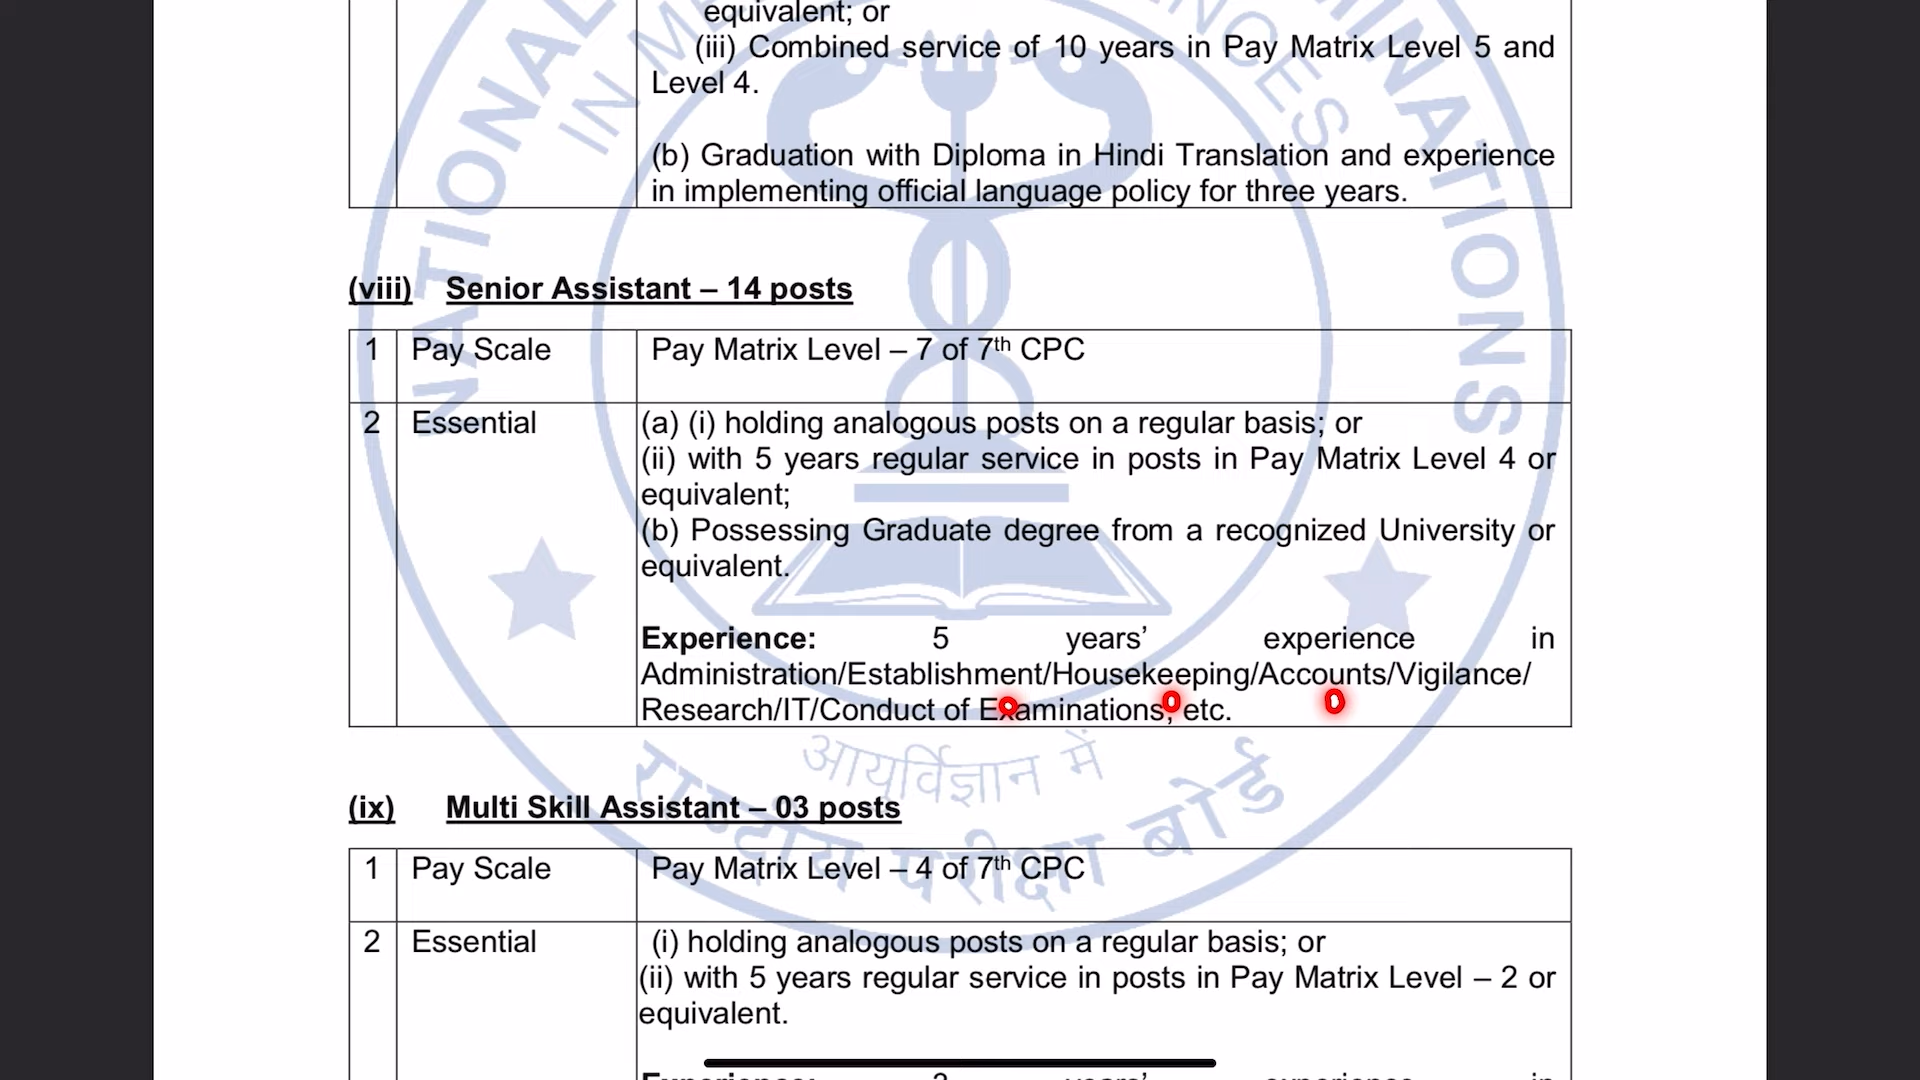 equivalent; or
(iii) Combined service of 10 years in Pay Matrix Level 5 and
Level 4.
(b) Graduation with Diploma in Hindi Translation and experience
in implementing official language policy for three years.
(viii) Senior Assistant – 14 posts
1 Pay Scale Pay Matrix Level – 7 of 7th CPC
2 Essential (a) (i) holding analogous posts on a regular basis; or
(ii) with 5 years regular service in posts in Pay Matrix Level 4 or
equivalent;
(b) Possessing Graduate degree from a recognized University or
equivalent.
Experience: 5 years’ experience in
Administration/Establishment/Housekeeping/Accounts/Vigilance/
Research/IT/Conduct of Examinations, etc.
(ix) Multi Skill Assistant – 03 posts
1 Pay Scale Pay Matrix Level – 4 of 7th CPC
2 Essential (i) holding analogous posts on a regular basis; or
(ii) with 5 years regular service in posts in Pay Matrix Level – 2 or
equivalent.
NATIONAL
IN
आयुर्विज्ञान में
राष्ट्रीय परीक्षा बोर्ड